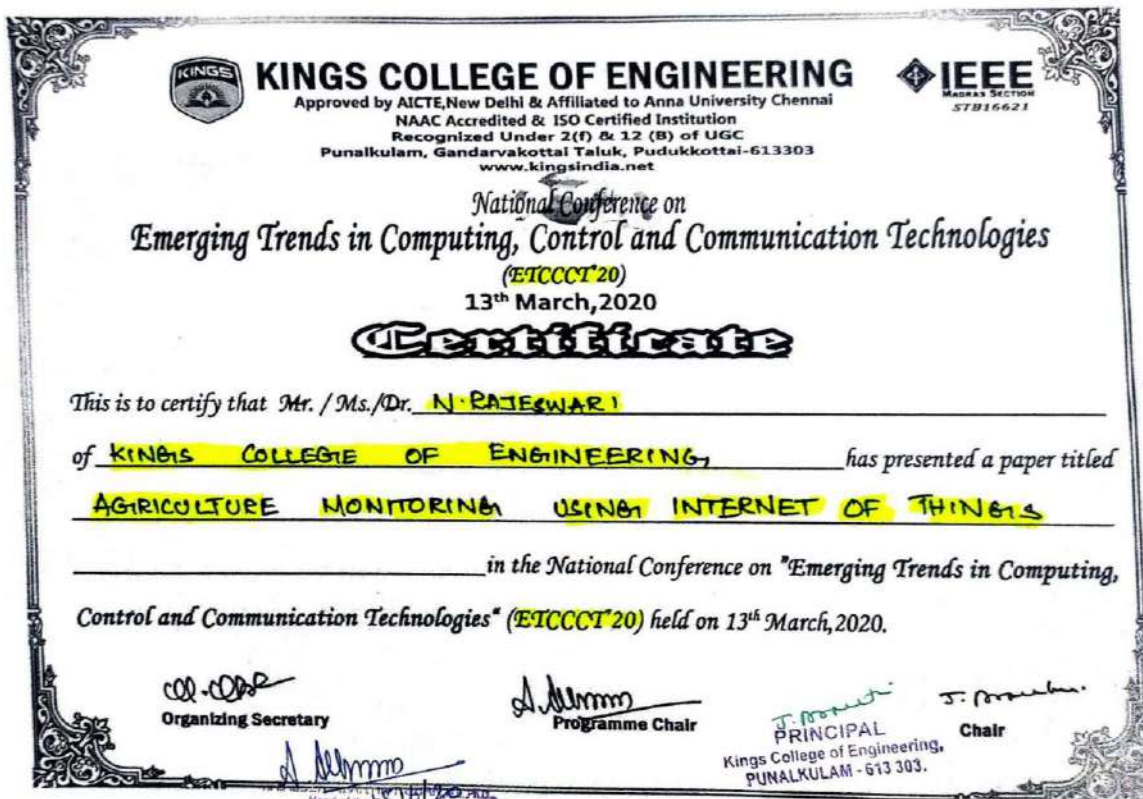 KINGS
KINGS COLLEGE OF ENGINEERING
IEEE
MADRAS SECTION
STB16621
Approved by AICTE,New Delhi & Affiliated to Anna University Chennai
NAAC Accredited & ISO Certified Institution
Recognized Under 2(f) & 12 (B) of UGC
Punalkulam, Gandarvakottai Taluk, Pudukkottai-613303
www.kingsindia.net
National Conference on
Emerging Trends in Computing, Control and Communication Technologies
(ETCCCT'20)
13th March,2020
Certificate
This is to certify that Mr. / Ms./Dr. N. RAJESWARI
of KINGS COLLEGE OF ENGINEERING, has presented a paper titled
AGRICULTURE MONITORING USING INTERNET OF THINGS
in the National Conference on "Emerging Trends in Computing,
Control and Communication Technologies" (ETCCCT'20) held on 13th March,2020.
Organizing Secretary
Programme Chair
Chair
PRINCIPAL
Kings College of Engineering,
PUNALKULAM - 613 303.